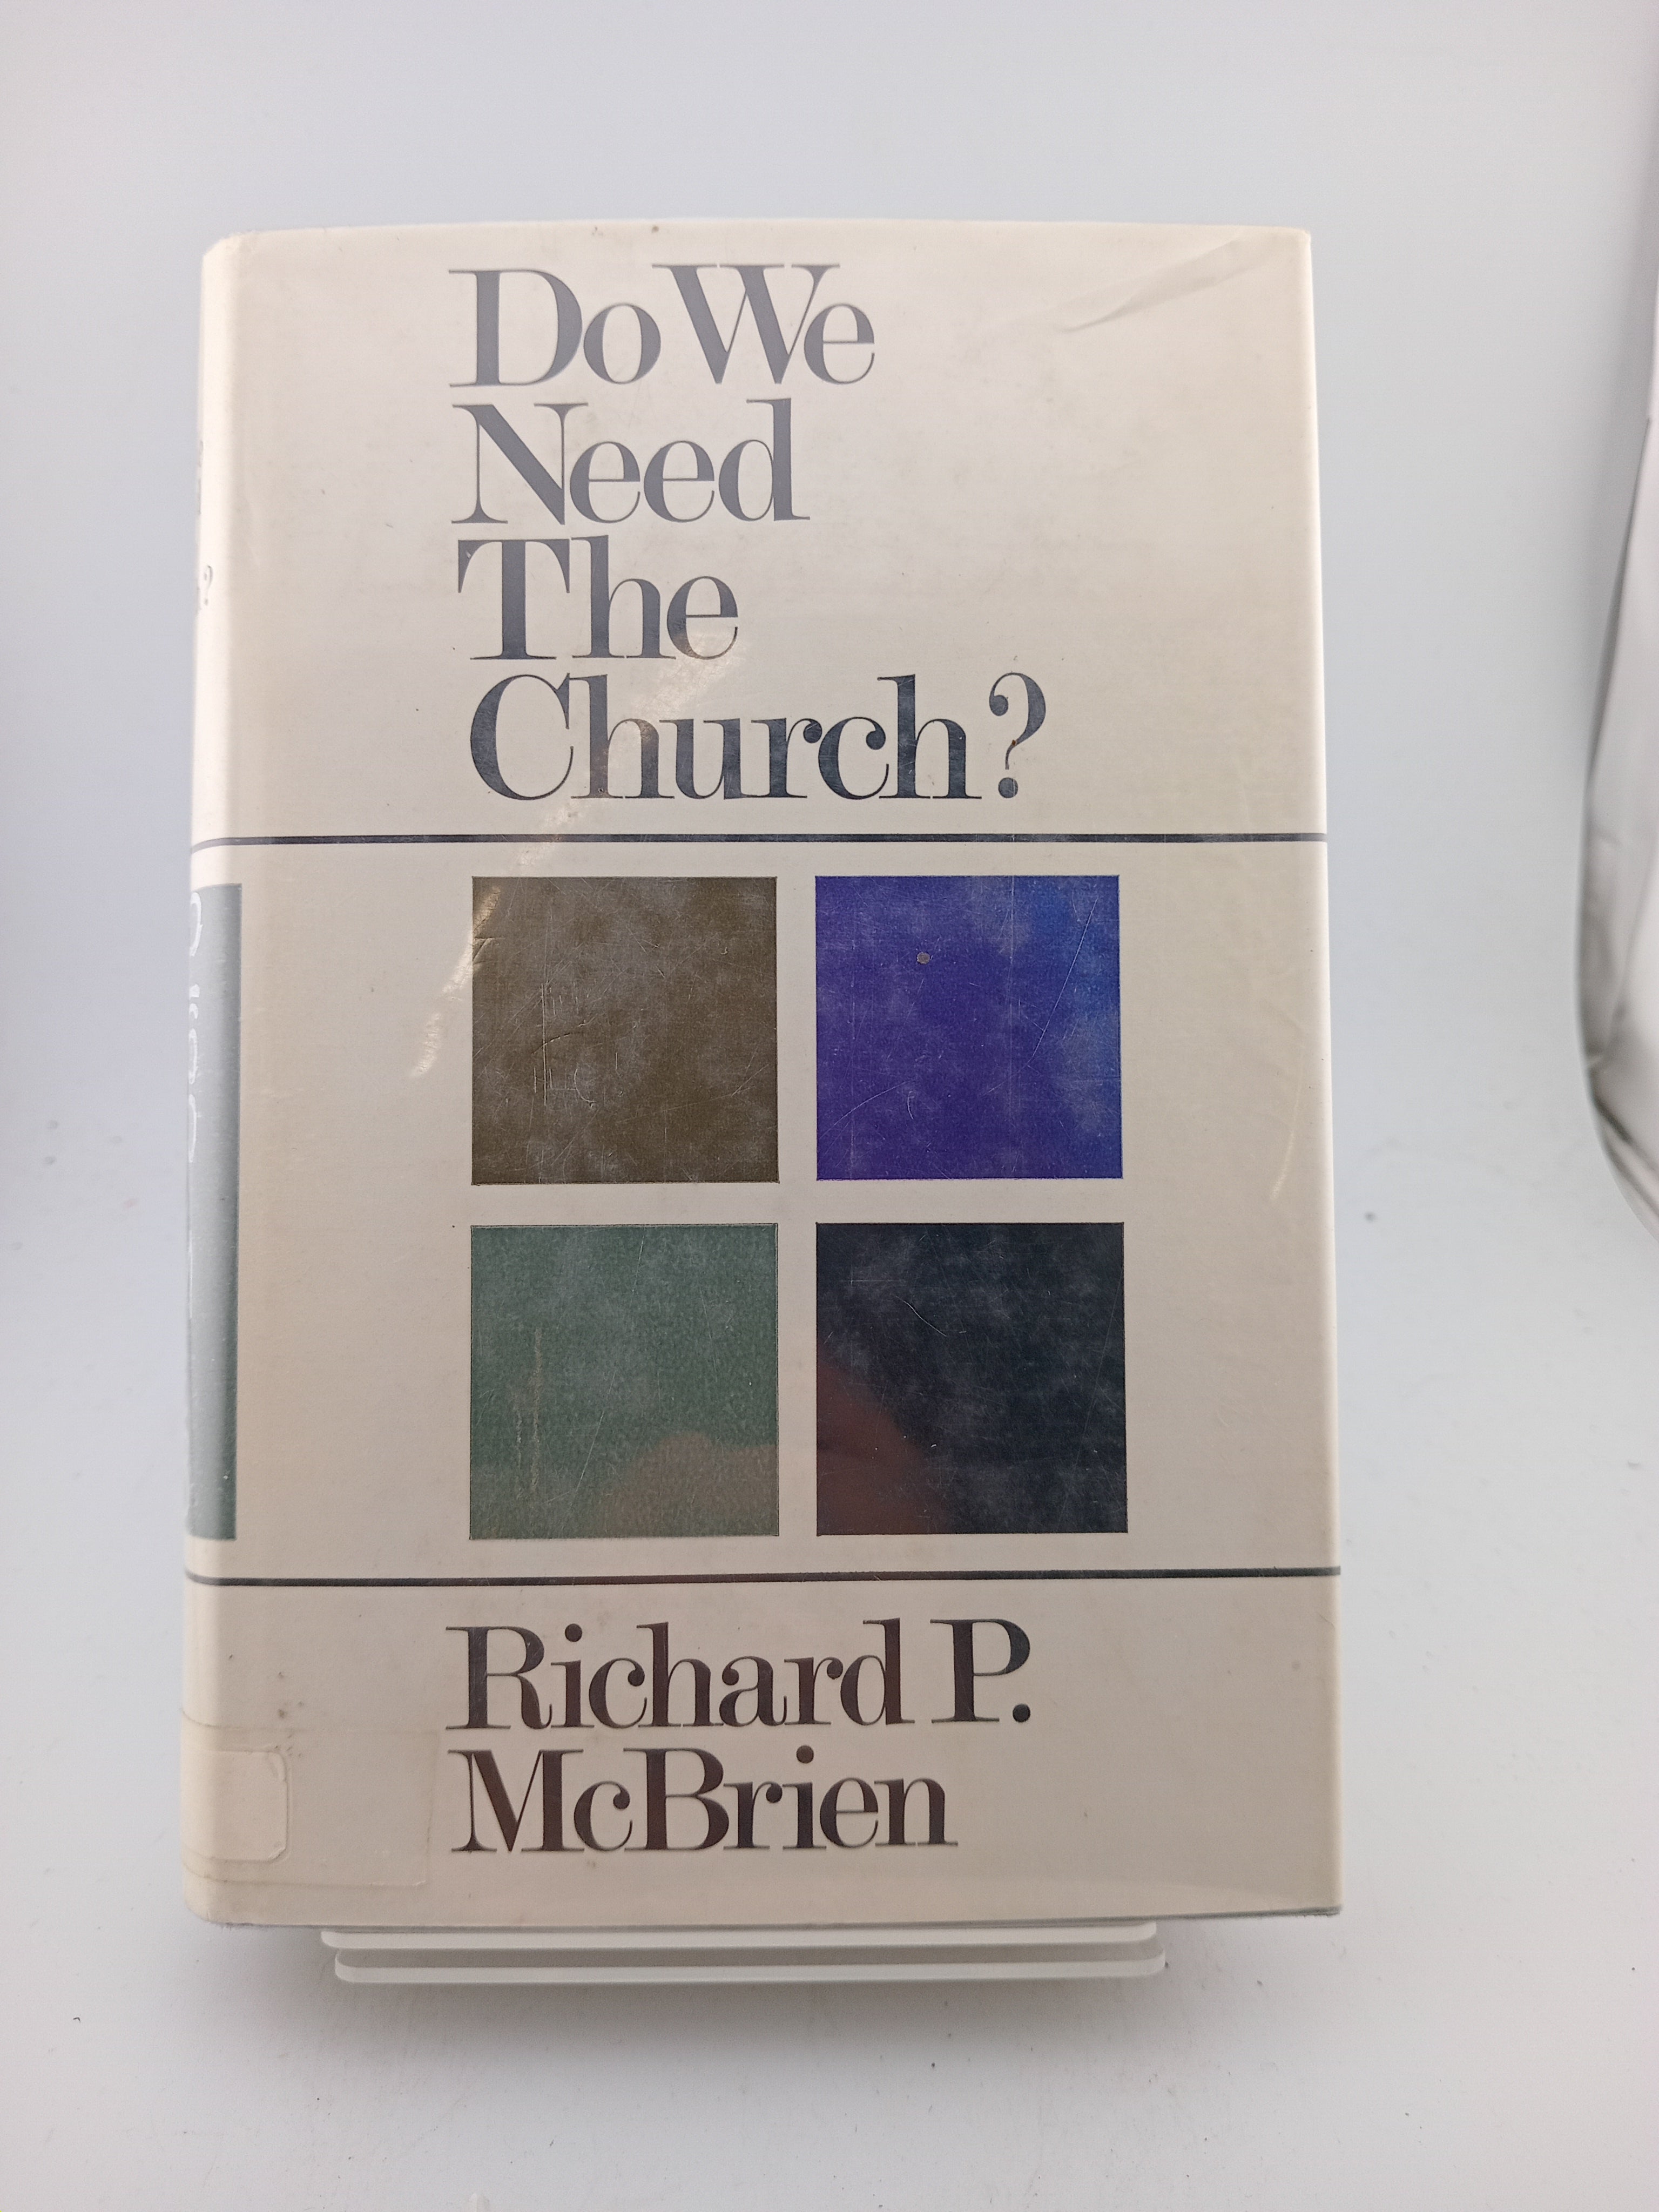 Do We
Need
The
Church?
Richard P.
McBrien